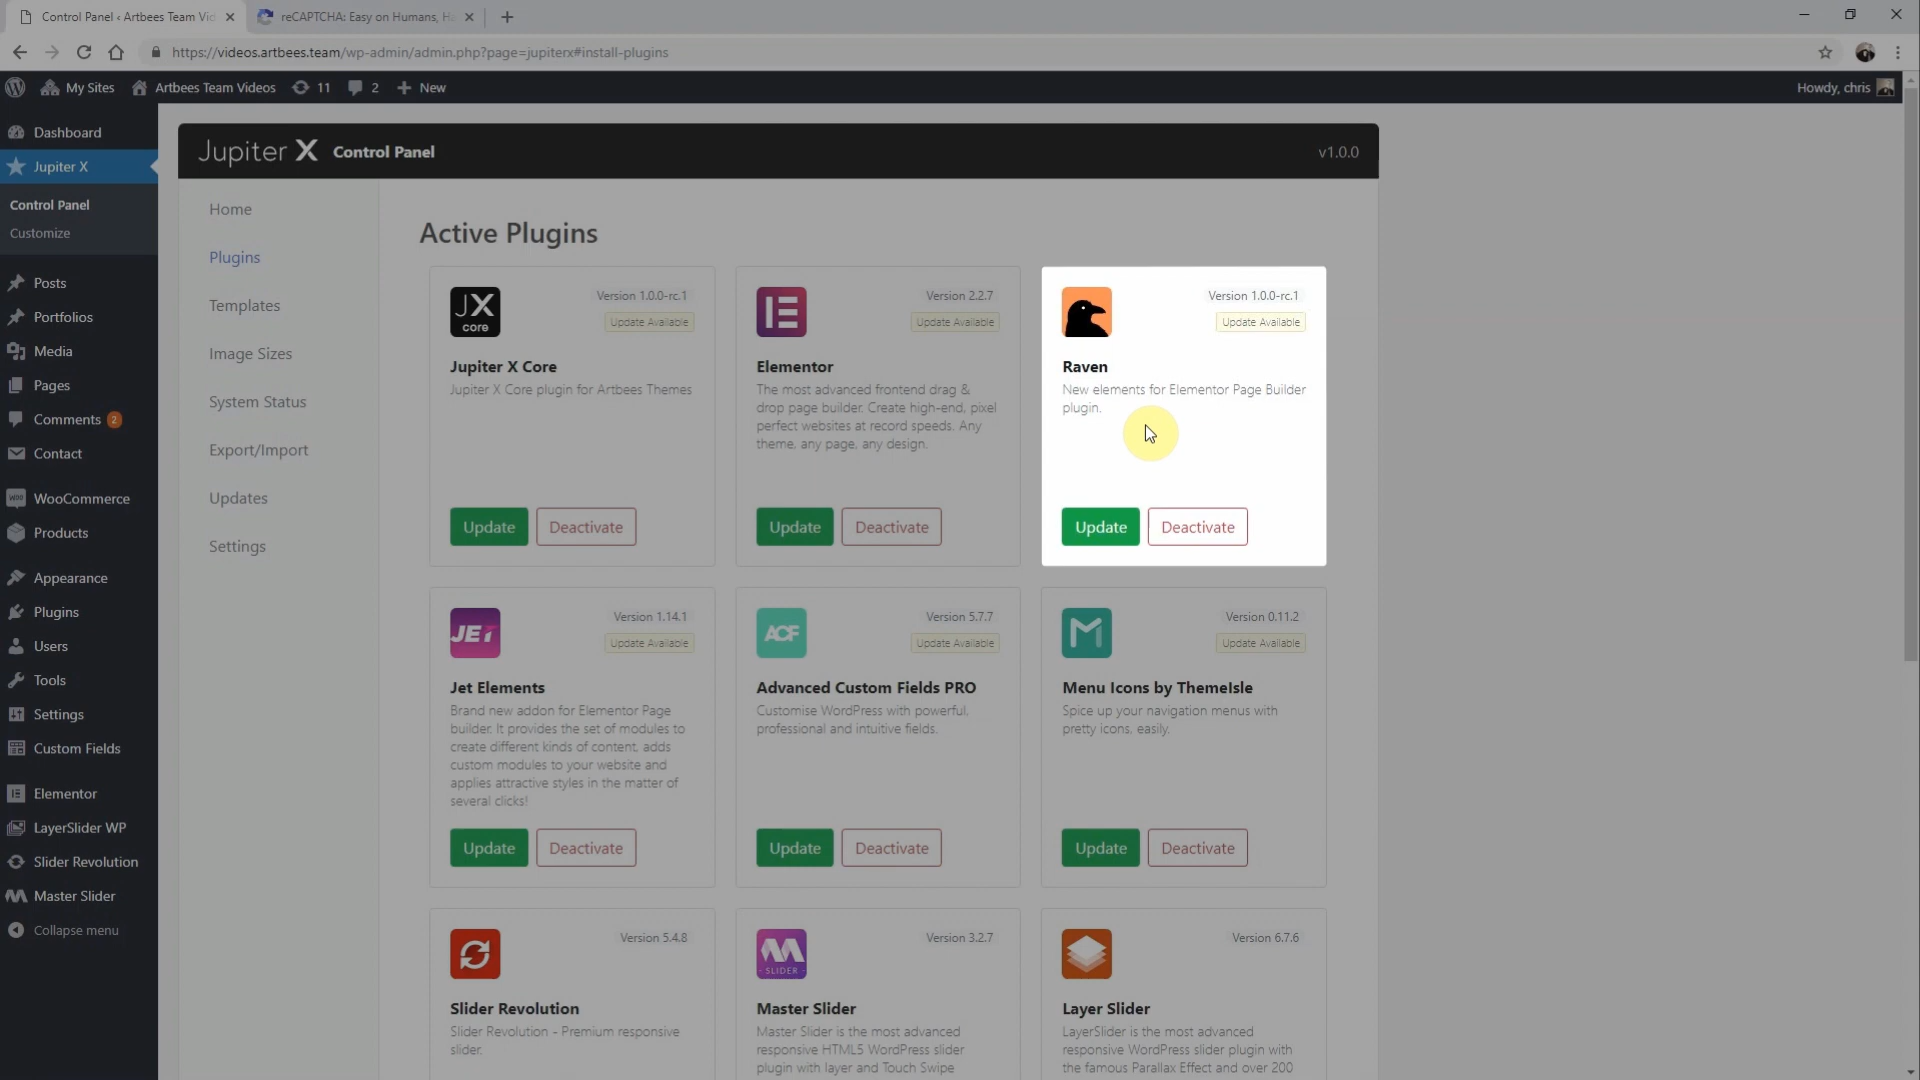 Control Panel ‹ Artbees Team Vid
reCAPTCHA: Easy on Humans, Ha
https://videos.artbees.team/wp-admin/admin.php?page=jupiterx#install-plugins
My Sites
Artbees Team Videos
11
2
New
Howdy, chris
Dashboard
Jupiter X
Control Panel
Customize
Posts
Portfolios
Media
Pages
Comments 2
Contact
WooCommerce
Products
Appearance
Plugins
Users
Tools
Settings
Custom Fields
Elementor
LayerSlider WP
Slider Revolution
Master Slider
Collapse menu
Jupiter X Control Panel
v1.0.0
Home
Plugins
Templates
Image Sizes
System Status
Export/Import
Updates
Settings
Active Plugins
JX
core
Version 1.0.0-rc.1
Update Available
Jupiter X Core
Jupiter X Core plugin for Artbees Themes
Update
Deactivate
Version 2.2.7
Update Available
Elementor
The most advanced frontend drag &
drop page builder. Create high-end, pixel
perfect websites at record speeds. Any
theme, any page, any design.
Update
Deactivate
Version 1.0.0-rc.1
Update Available
Raven
New elements for Elementor Page Builder
plugin.
Update
Deactivate
JET
Version 1.14.1
Update Available
Jet Elements
Brand new addon for Elementor Page
builder. It provides the set of modules to
create different kinds of content, adds
custom modules to your website and
applies attractive styles in the matter of
several clicks!
Update
Deactivate
ACF
Version 5.7.7
Update Available
Advanced Custom Fields PRO
Customise WordPress with powerful,
professional and intuitive fields.
Update
Deactivate
Version 0.11.2
Update Available
Menu Icons by ThemeIsle
Spice up your navigation menus with
pretty icons, easily.
Update
Deactivate
Version 5.4.8
Slider Revolution
Slider Revolution - Premium responsive
slider.
SLIDER
Version 3.2.7
Master Slider
Master Slider is the most advanced
responsive HTML5 WordPress slider
plugin with layer and Touch Swipe
Version 6.7.6
Layer Slider
LayerSlider is the most advanced
responsive WordPress slider plugin with
the famous Parallax Effect and over 200